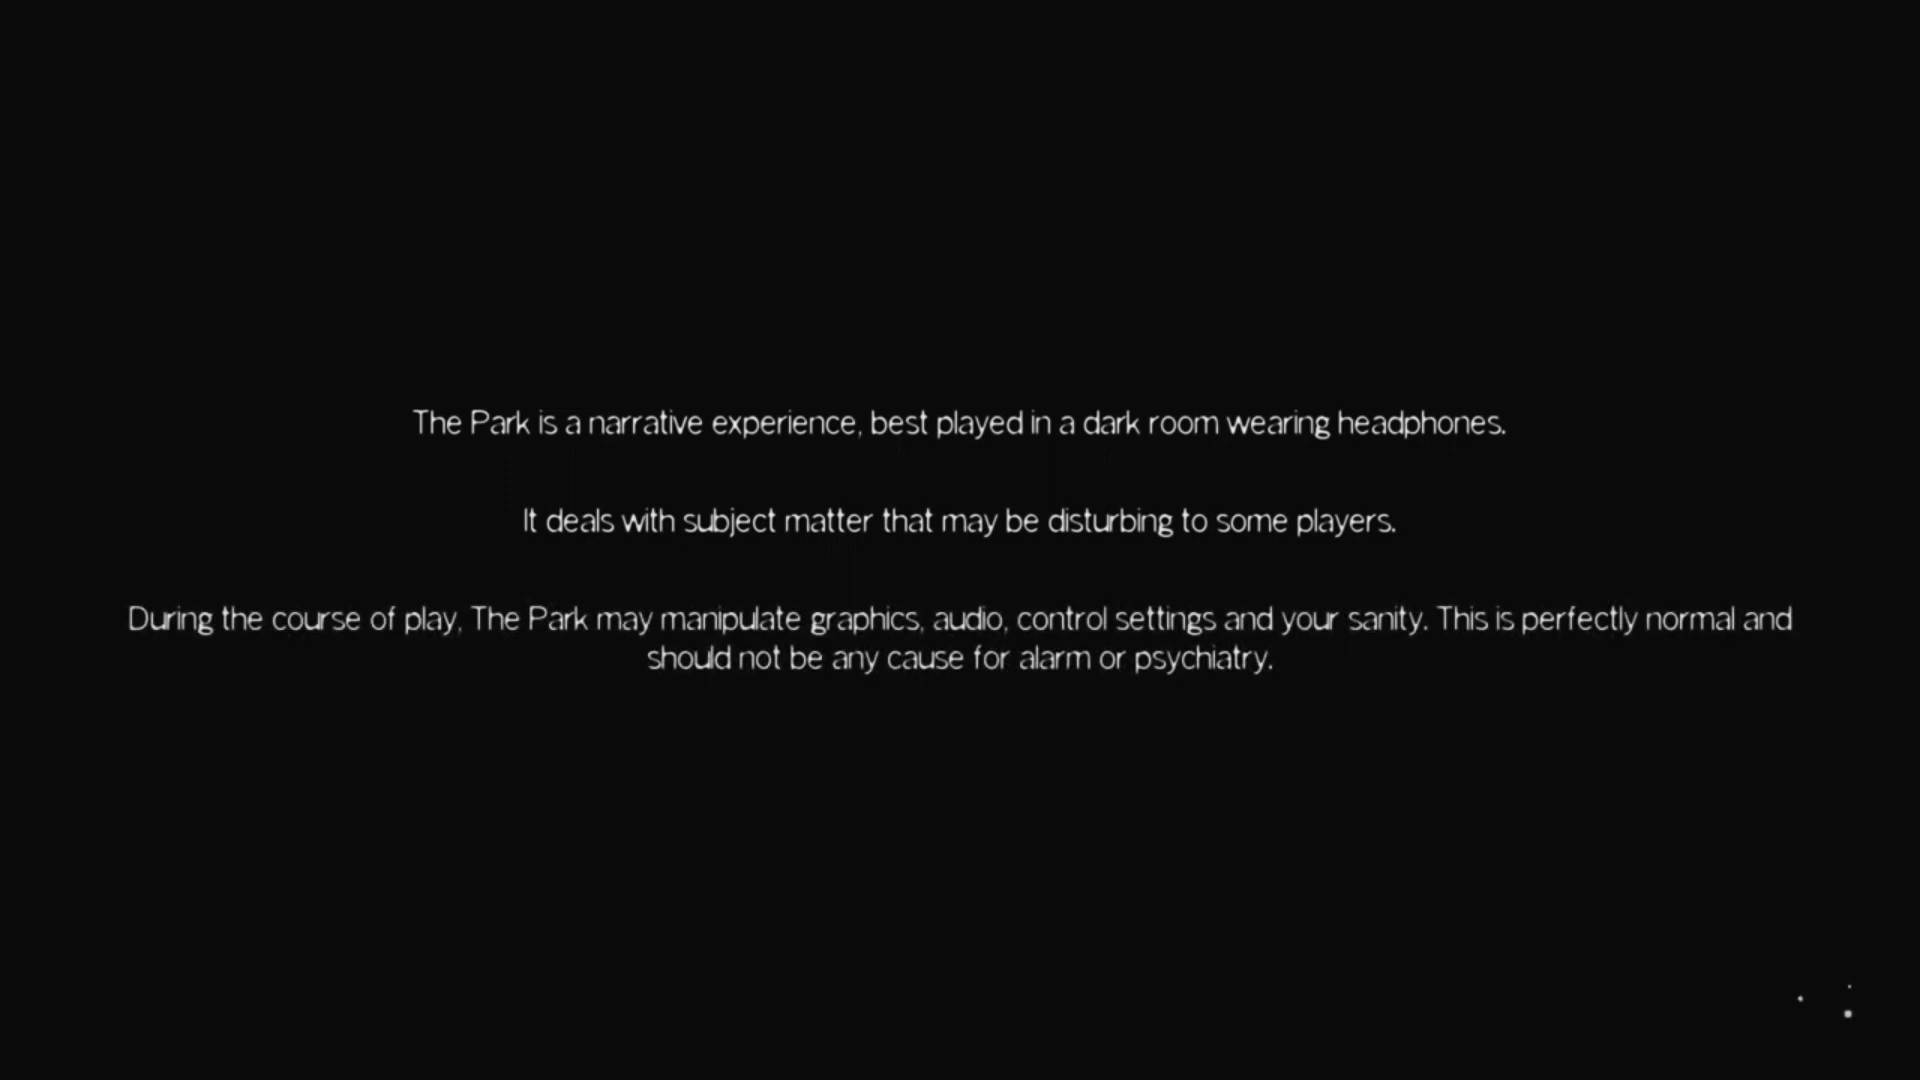 The Park is a narrative experience, best played in a dark room wearing headphones.
It deals with subject matter that may be disturbing to some players.
During the course of play, The Park may manipulate graphics, audio, control settings and your sanity. This is perfectly normal and
should not be any cause for alarm or psychiatry.